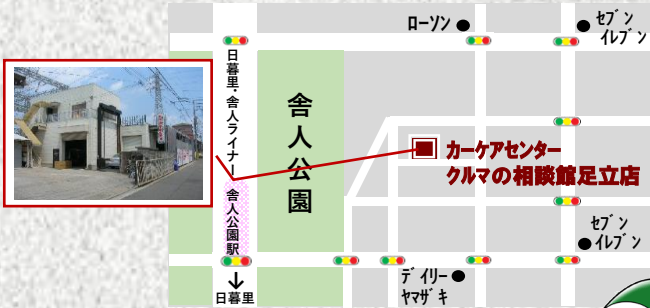 ローソン
セブン
イレブン
日暮里・舎人ライナー
舎人公園
カーケアセンター
クルマの相談館足立店
舎人公園駅
セブン
イレブン
デイリー
ヤマザキ
↓
日暮里